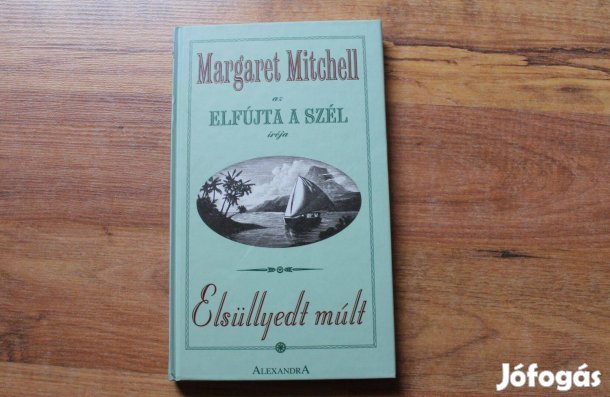 Margaret Mitchell
az
ELFÚJTA A SZÉL
írója
Elsüllyedt múlt
ALEXANDRA
Jófogás